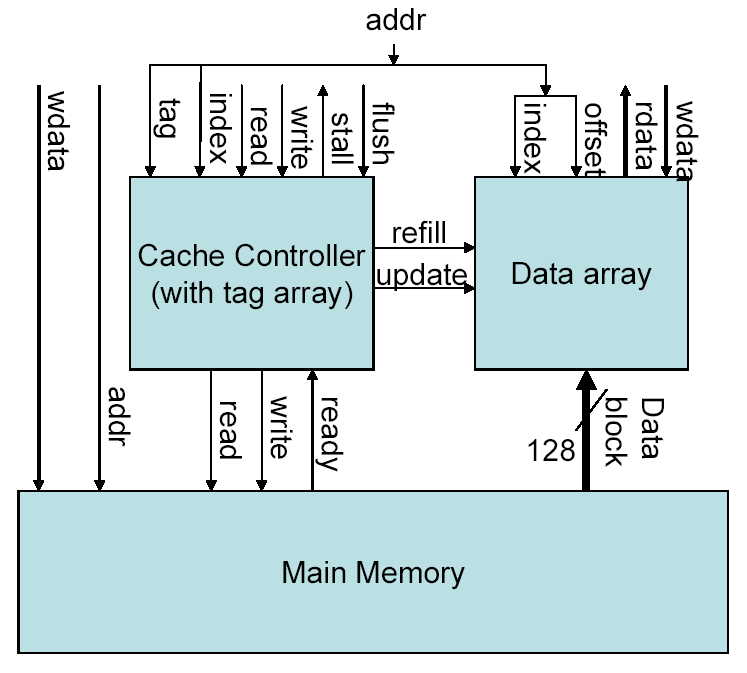 addr
wdata
tag
index
read
write
stall
flush
index
offset
rdata
wdata
Cache Controller
(with tag array)
refill
update
Data array
addr
read
write
ready
128
Data
block
Main Memory